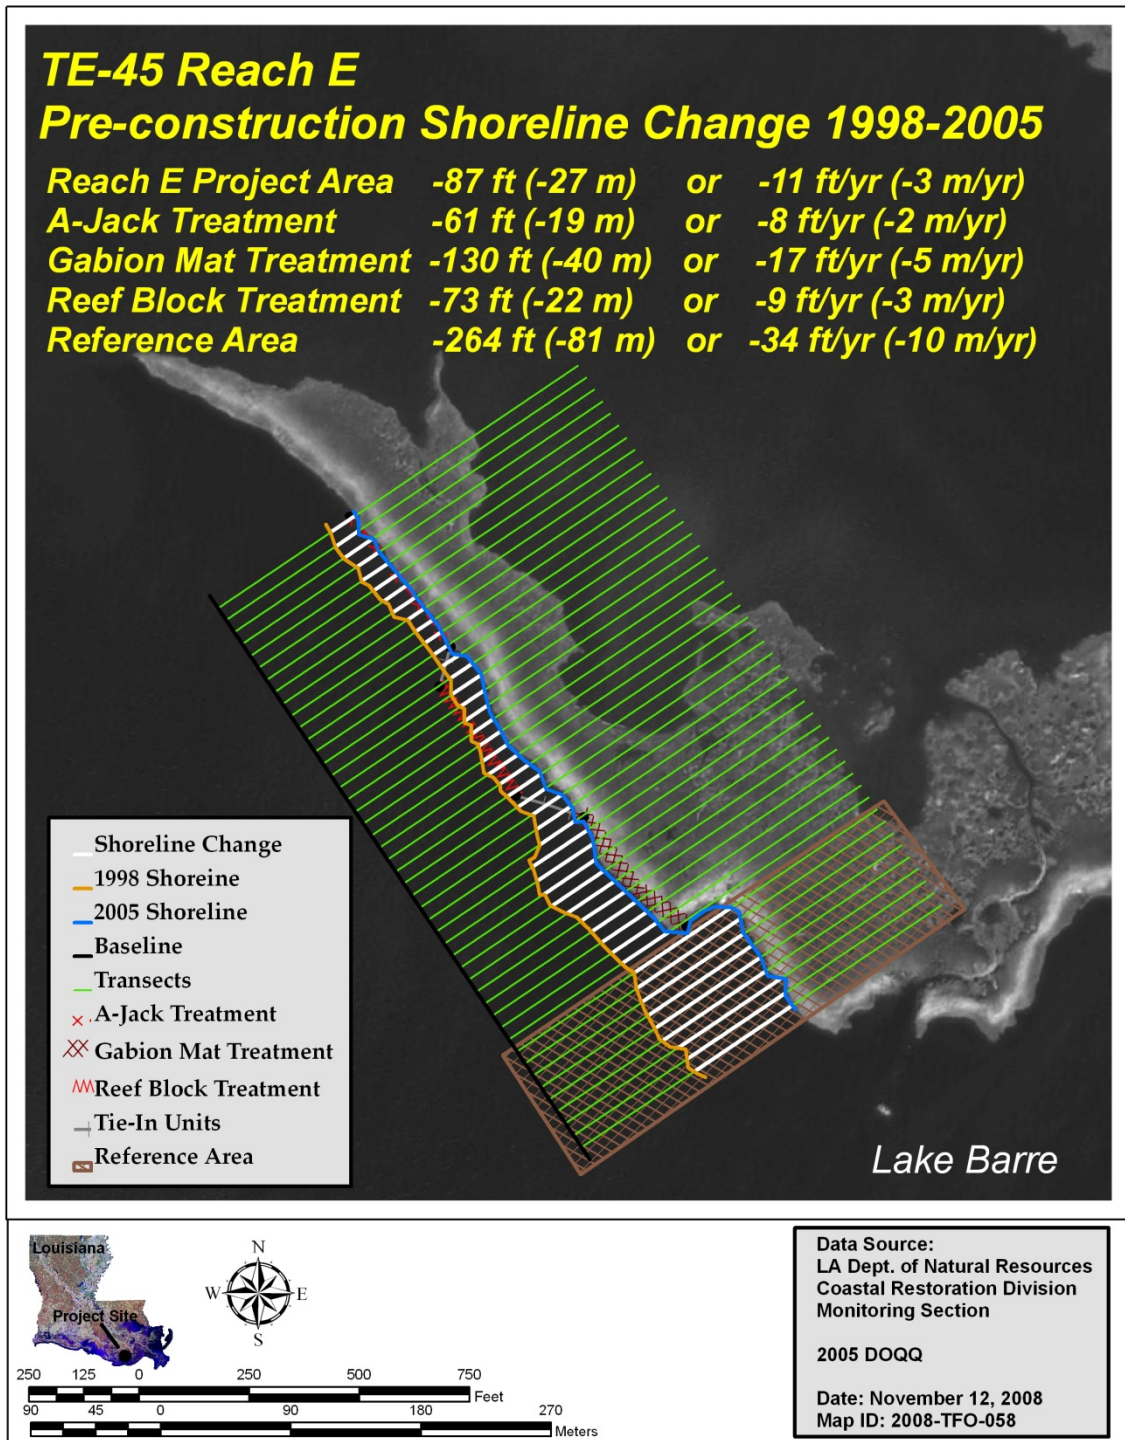 TE-45 Reach E
Pre-construction Shoreline Change 1998-2005
Reach E Project Area -87 ft (-27 m) or -11 ft/yr (-3 m/yr)
A-Jack Treatment -61 ft (-19 m) or -8 ft/yr (-2 m/yr)
Gabion Mat Treatment -130 ft (-40 m) or -17 ft/yr (-5 m/yr)
Reef Block Treatment -73 ft (-22 m) or -9 ft/yr (-3 m/yr)
Reference Area -264 ft (-81 m) or -34 ft/yr (-10 m/yr)
Shoreline Change
1998 Shoreine
2005 Shoreline
Baseline
Transects
A-Jack Treatment
Gabion Mat Treatment
Reef Block Treatment
Tie-In Units
Reference Area
Lake Barre
Louisiana
Project Site
N
W E
S
250 125 0 250 500 750
Feet
90 45 0 90 180 270
Meters
Data Source:
LA Dept. of Natural Resources
Coastal Restoration Division
Monitoring Section
2005 DOQQ
Date: November 12, 2008
Map ID: 2008-TFO-058